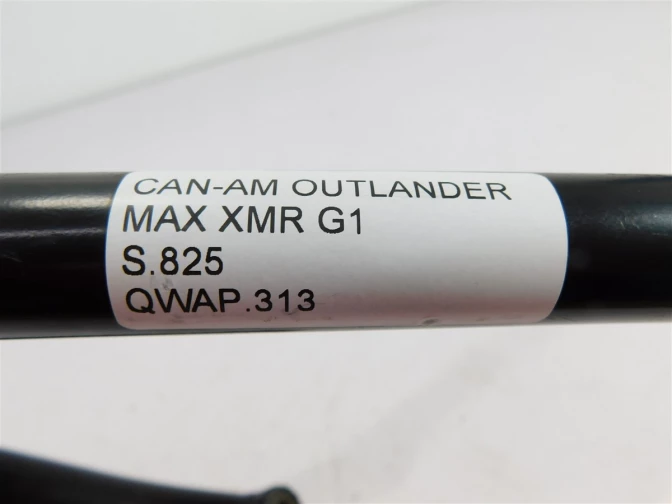 CAN-AM OUTLANDER
MAX XMR G1
S.825
QWAP.313